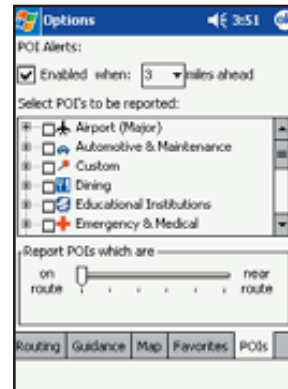 Options 3:51
POI Alerts:
Enabled when: 3 miles ahead
Select POI's to be reported:
Airport (Major)
Automotive & Maintenance
Custom
Dining
Educational Institutions
Emergency & Medical
Report POIs which are
on route
near route
Routing Guidance Map Favorites POIs